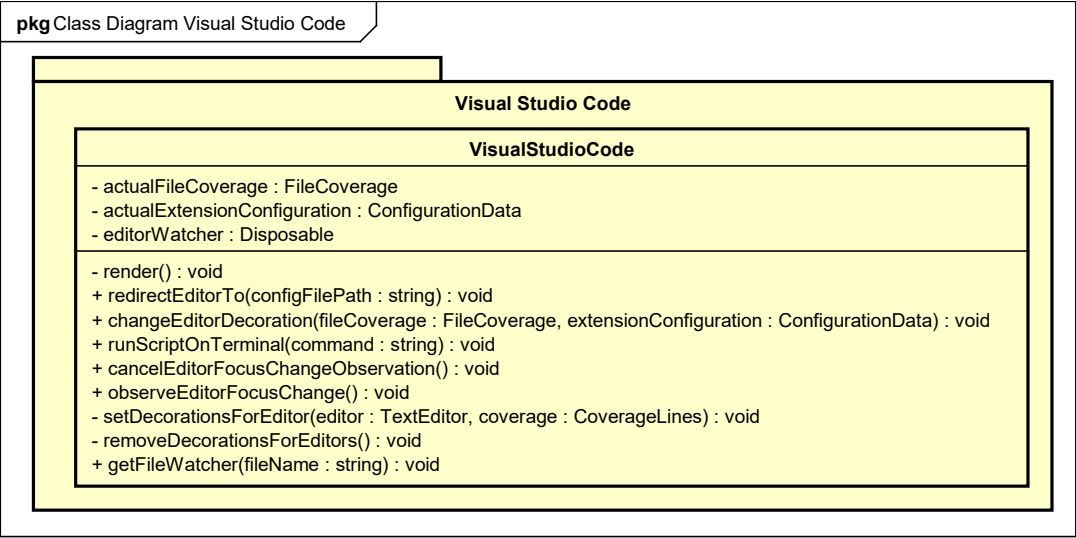 pkg Class Diagram Visual Studio Code
Visual Studio Code
VisualStudioCode
- actualFileCoverage : FileCoverage
- actualExtensionConfiguration : ConfigurationData
- editorWatcher : Disposable
- render() : void
+ redirectEditorTo(configFilePath : string) : void
+ changeEditorDecoration(fileCoverage : FileCoverage, extensionConfiguration : ConfigurationData) : void
+ runScriptOnTerminal(command : string) : void
+ cancelEditorFocusChangeObservation() : void
+ observeEditorFocusChange() : void
- setDecorationsForEditor(editor : TextEditor, coverage : CoverageLines) : void
- removeDecorationsForEditors() : void
+ getFileWatcher(fileName : string) : void